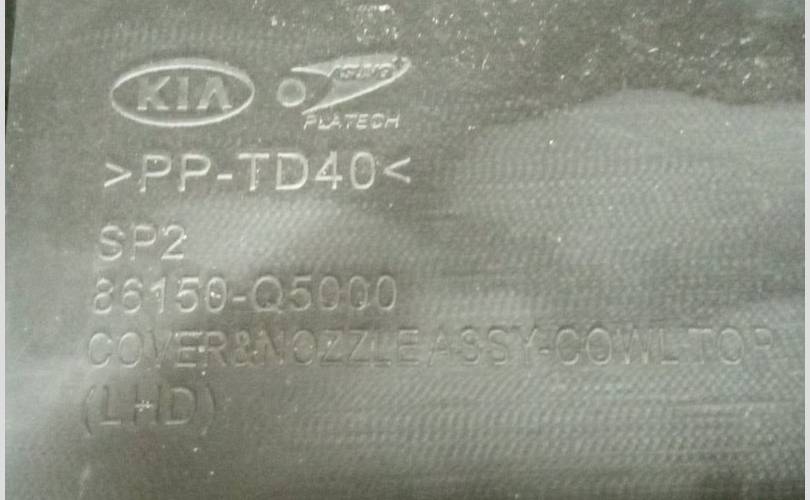 KIA
PLATECH
>PP-TD40<
SP2
86150-Q5000
COVER&NOZZLE ASSY-COWL TOP
(LHD)